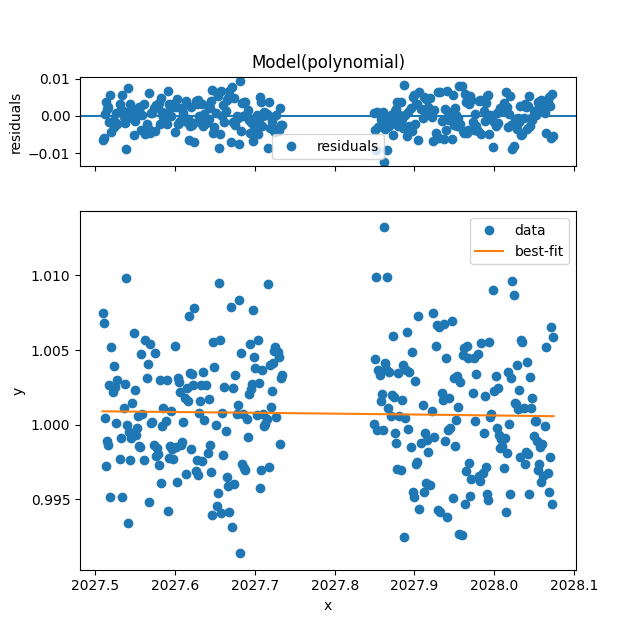 Model(polynomial)
0.01
0.00
−0.01
residuals
residuals
data
best-fit
1.010
1.005
1.000
0.995
y
2027.5 2027.6 2027.7 2027.8 2027.9 2028.0 2028.1
x